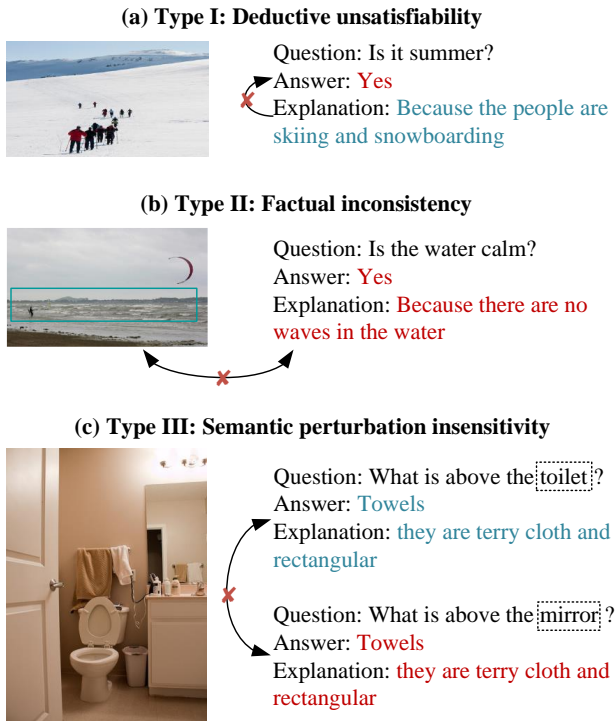 (a) Type I: Deductive unsatisfiability
Question: Is it summer?
Answer: Yes
Explanation: Because the people are
skiing and snowboarding
(b) Type II: Factual inconsistency
Question: Is the water calm?
Answer: Yes
Explanation: Because there are no
waves in the water
(c) Type III: Semantic perturbation insensitivity
Question: What is above the toilet ?
Answer: Towels
Explanation: they are terry cloth and
rectangular
Question: What is above the mirror ?
Answer: Towels
Explanation: they are terry cloth and
rectangular